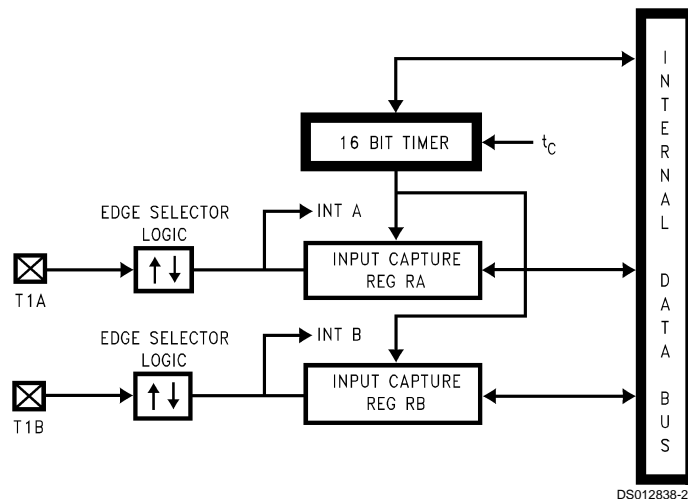 16 BIT TIMER
tC
EDGE SELECTOR
LOGIC
INT A
INPUT CAPTURE
REG RA
T1A
EDGE SELECTOR
LOGIC
INT B
INPUT CAPTURE
REG RB
T1B
INTERNAL DATA BUS
DS012838-2